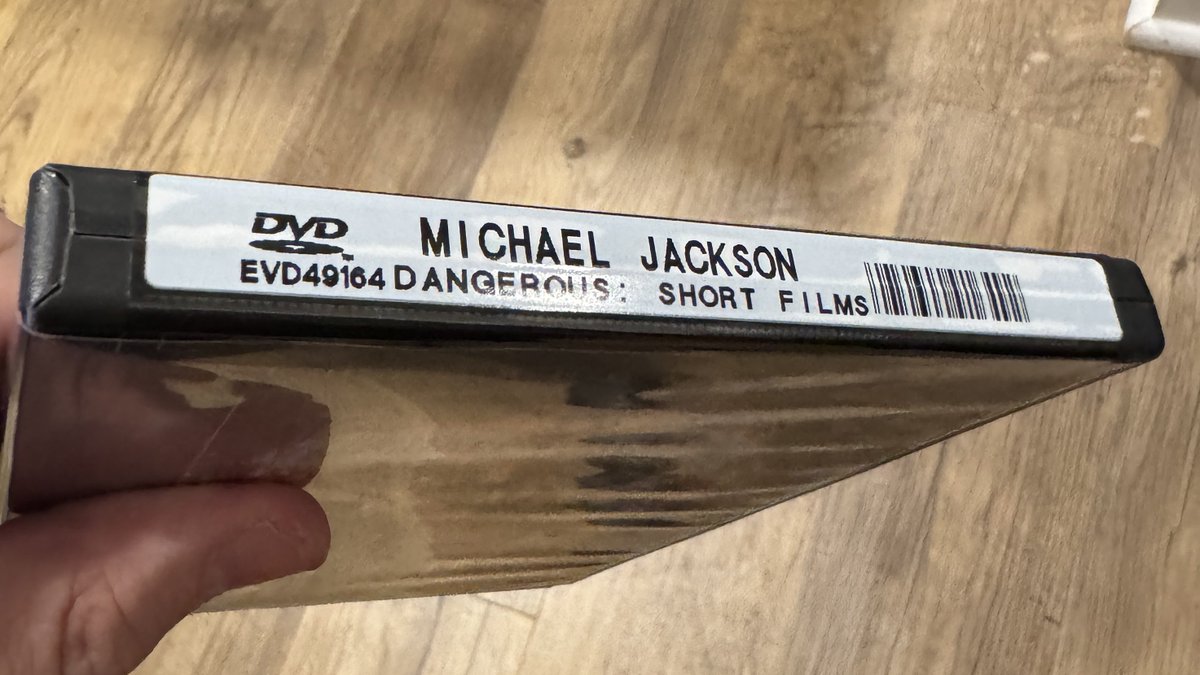 DVD
MICHAEL JACKSON
EVD49164 DANGEROUS: SHORT FILMS